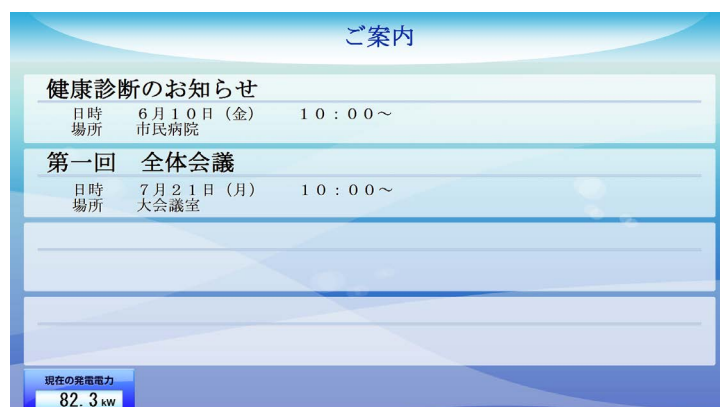 ご案内
健康診断のお知らせ
日時　６月１０日（金）　　１０：００～
場所　市民病院
第一回　全体会議
日時　７月２１日（月）　　１０：００～
場所　大会議室
現在の発電電力
82.3 kW